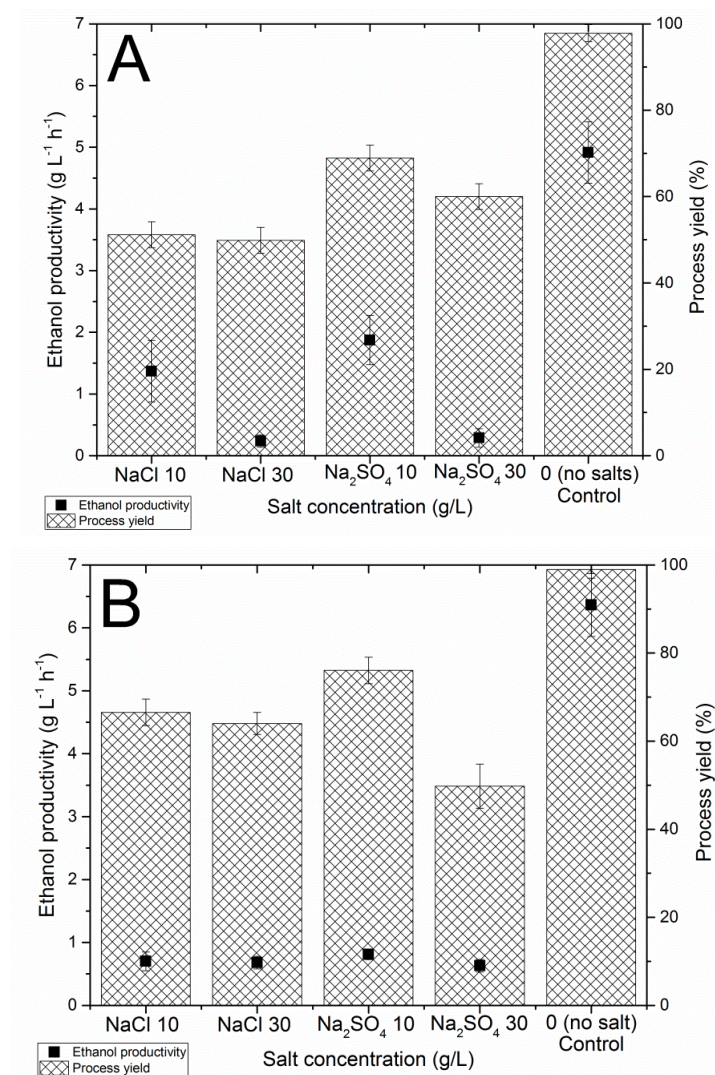 A
7
6
5
4
3
2
1
0
Ethanol productivity (g L⁻¹ h⁻¹)
100
80
60
40
20
0
Process yield (%)
NaCl 10 NaCl 30 Na₂SO₄ 10 Na₂SO₄ 30 0 (no salts)
Control
Salt concentration (g/L)
Ethanol productivity
Process yield
B
7
6
5
4
3
2
1
0
Ethanol productivity (g L⁻¹ h⁻¹)
100
80
60
40
20
0
Process yield (%)
NaCl 10 NaCl 30 Na₂SO₄ 10 Na₂SO₄ 30 0 (no salt)
Control
Salt concentration (g/L)
Ethanol productivity
Process yield